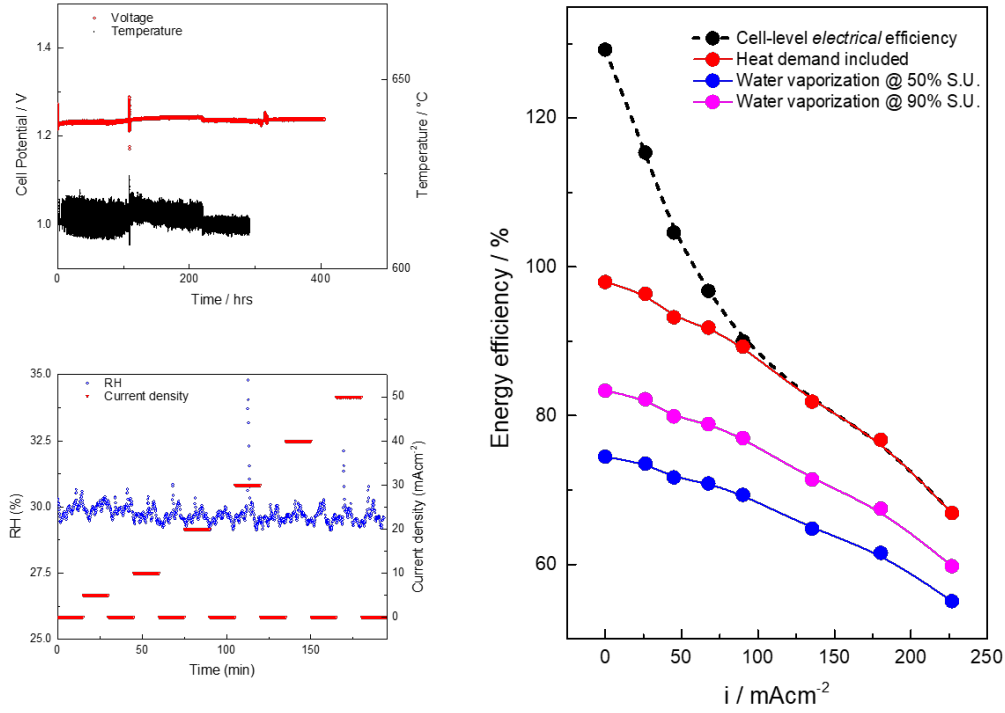 Voltage
Temperature
1.4
1.2
1.0
Cell Potential / V
650
600
Temperature / °C
0
200
400
Time / hrs
35.0
32.5
30.0
27.5
25.0
RH (%)
RH
Current density
50
40
30
20
10
0
Current density (mAcm-2)
0
50
100
150
Time (min)
Cell-level electrical efficiency
Heat demand included
Water vaporization @ 50% S.U.
Water vaporization @ 90% S.U.
120
100
80
60
Energy efficiency / %
0
50
100
150
200
250
i / mAcm-2